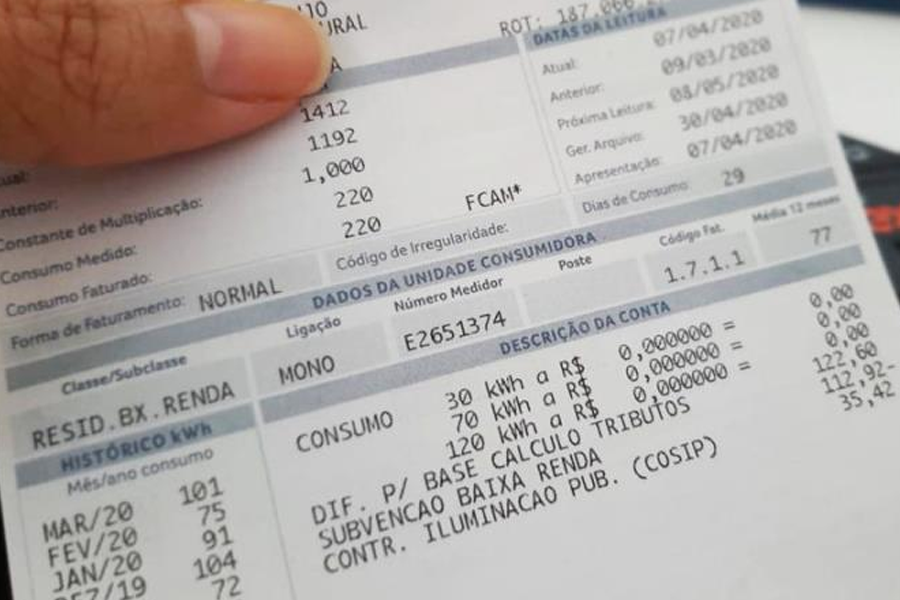 ROT: 187.066
DATAS DA LEITURA
Atual: 07/04/2020
Anterior: 09/03/2020
Próxima Leitura: 08/05/2020
Ger. Arquivo: 30/04/2020
Apresentação: 07/04/2020
Dias de Consumo: 29
1412
1192
Constante de Multiplicação: 1,000
Consumo Medido: 220
Consumo Faturado: 220 FCAM*
Forma de Faturamento: NORMAL
Código de Irregularidade:
DADOS DA UNIDADE CONSUMIDORA
Classe/Subclasse Ligação Número Medidor Poste Código Fat. Média 12 meses
RESID.BX.RENDA MONO E2651374 1.7.1.1 77
HISTÓRICO kWh
Mês/ano consumo
MAR/20 101
FEV/20 75
JAN/20 91
DEZ/19 104
72
DESCRIÇÃO DA CONTA
CONSUMO 30 kWh a R$ 0,000000 = 0,00
70 kWh a R$ 0,000000 = 0,00
120 kWh a R$ 0,000000 = 0,00
DIF. P/ BASE CALCULO TRIBUTOS 122,60
SUBVENCAO BAIXA RENDA 112,92-
CONTR. ILUMINACAO PUB. (COSIP) 35,42